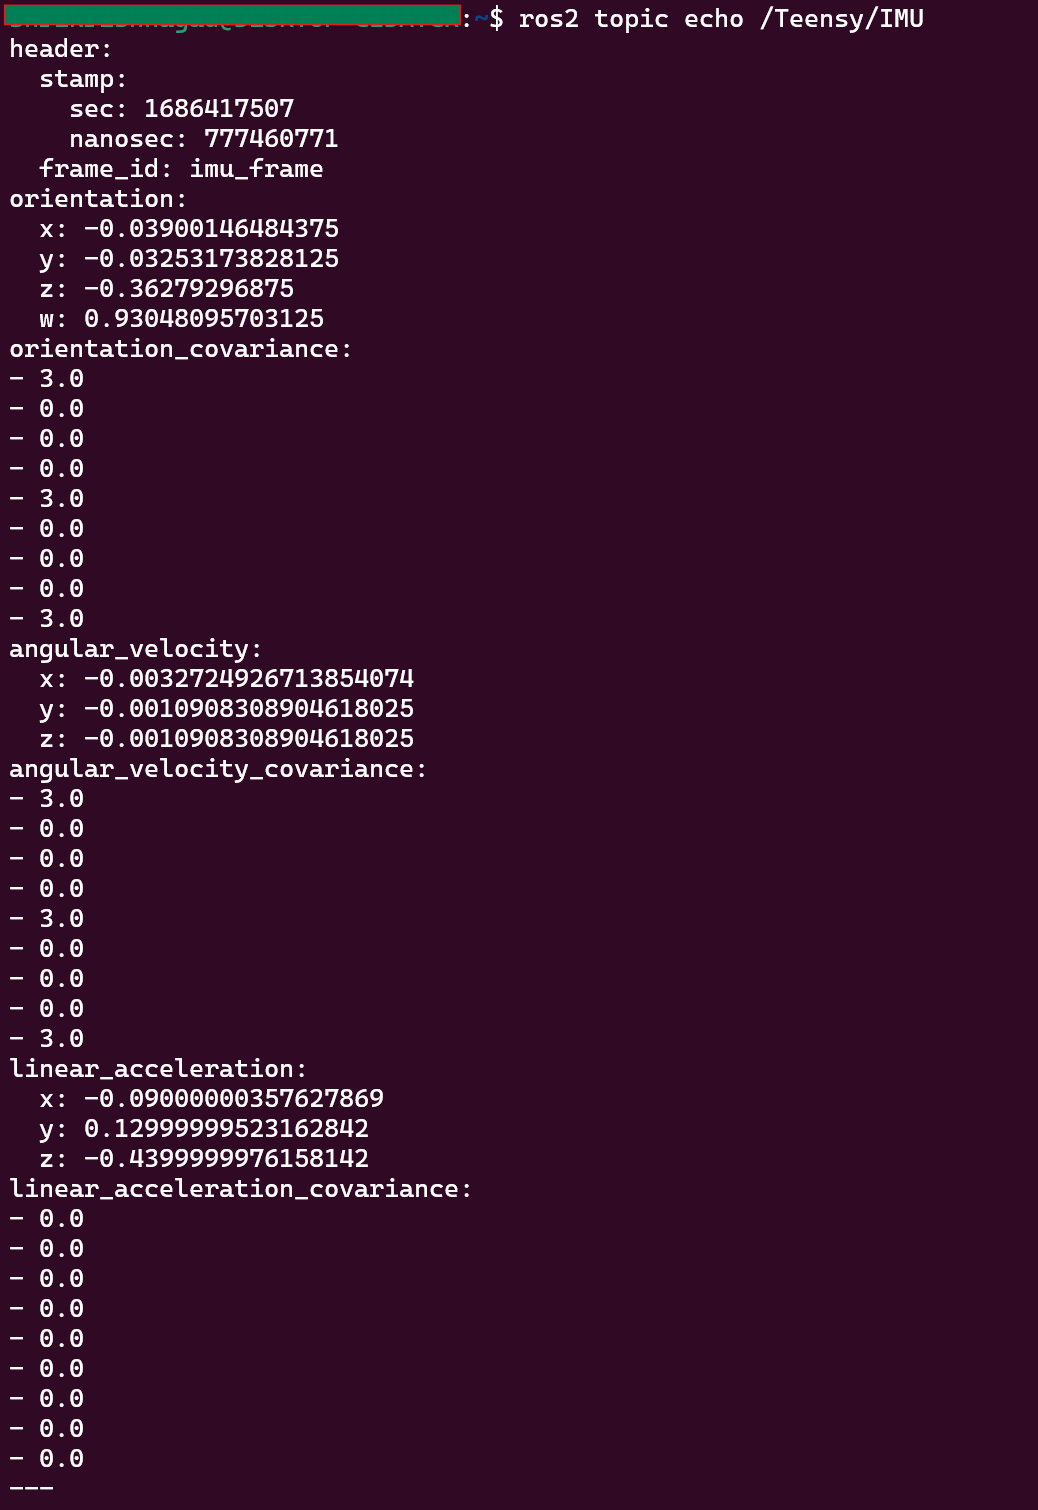 :~$ ros2 topic echo /Teensy/IMU
header:
  stamp:
    sec: 1686417507
    nanosec: 777460771
  frame_id: imu_frame
orientation:
  x: -0.03900146484375
  y: -0.03253173828125
  z: -0.36279296875
  w: 0.93048095703125
orientation_covariance:
- 3.0
- 0.0
- 0.0
- 0.0
- 3.0
- 0.0
- 0.0
- 0.0
- 3.0
angular_velocity:
  x: -0.0032724926713854074
  y: -0.0010908308904618025
  z: -0.0010908308904618025
angular_velocity_covariance:
- 3.0
- 0.0
- 0.0
- 0.0
- 3.0
- 0.0
- 0.0
- 0.0
- 3.0
linear_acceleration:
  x: -0.09000000357627869
  y: 0.12999999523162842
  z: -0.4399999976158142
linear_acceleration_covariance:
- 0.0
- 0.0
- 0.0
- 0.0
- 0.0
- 0.0
- 0.0
- 0.0
- 0.0
---